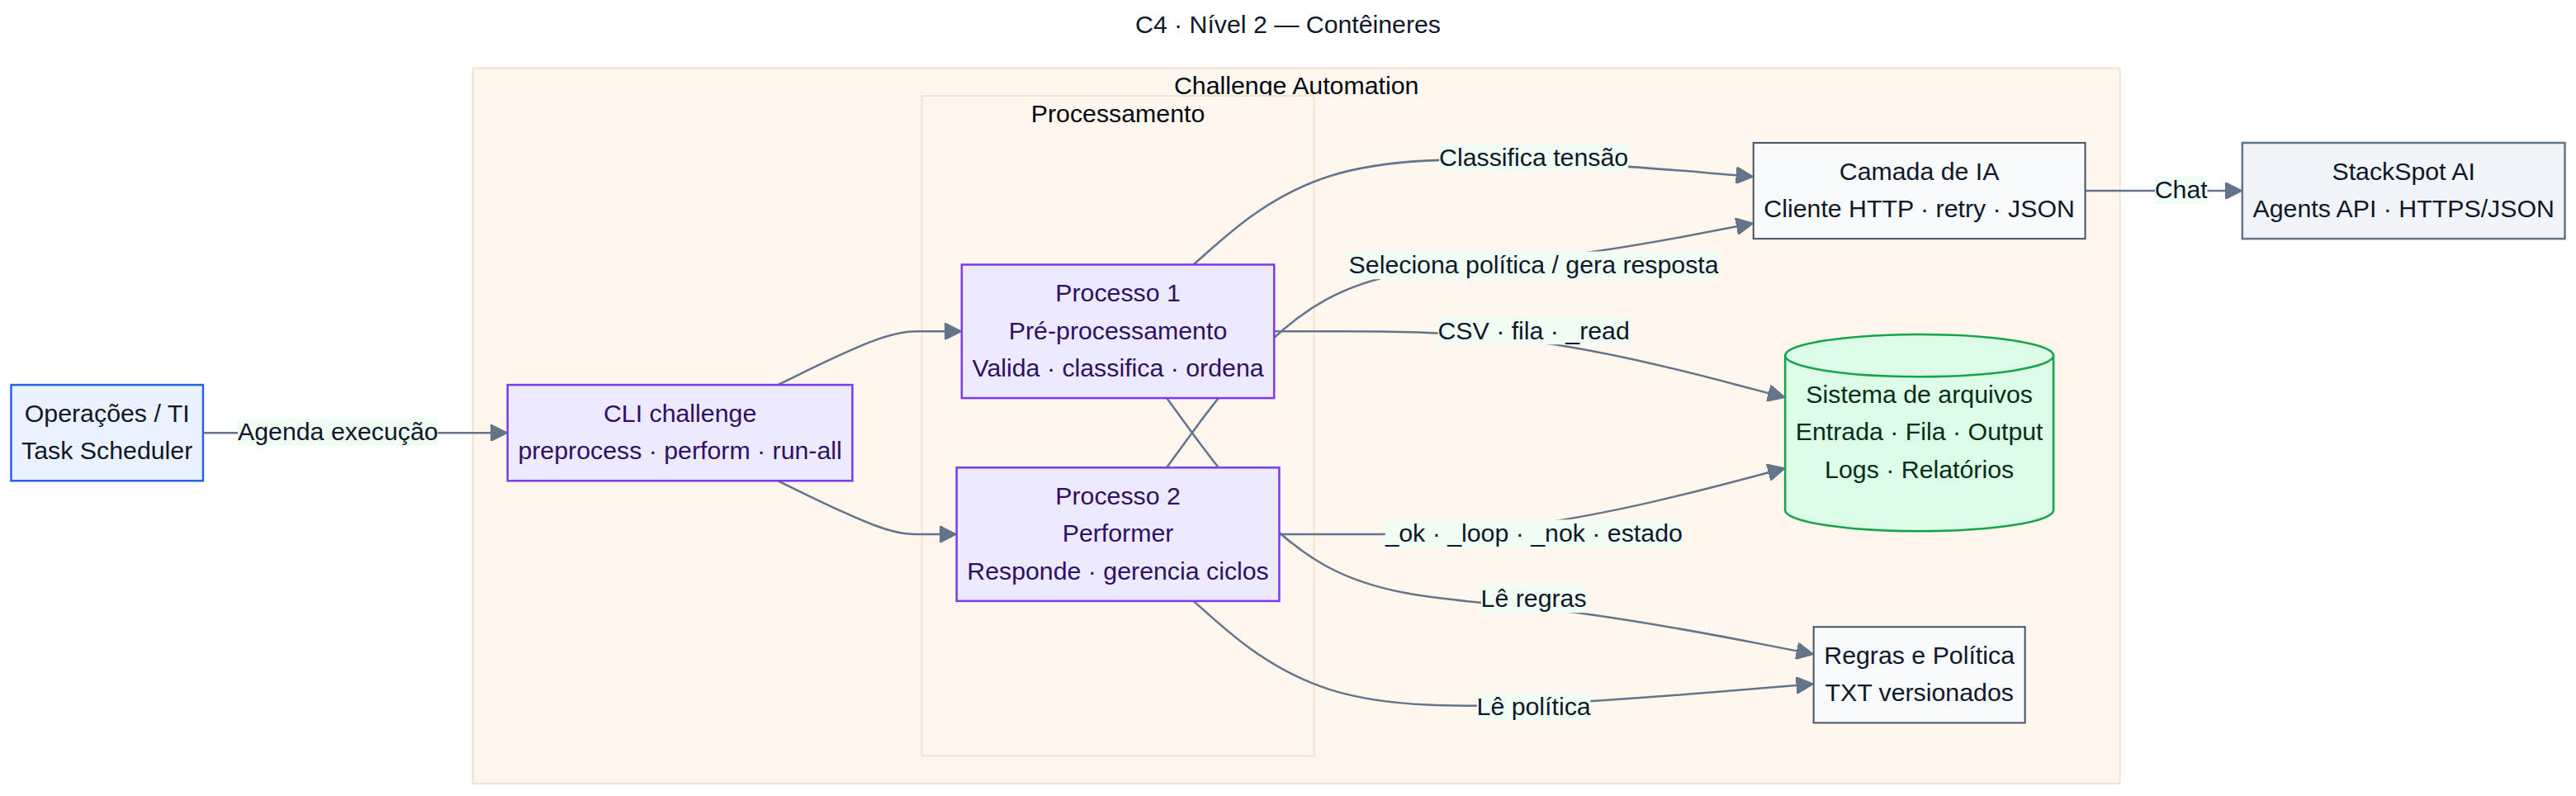 C4 · Nível 2 — Contêineres
Challenge Automation
Processamento
Operações / TI
Task Scheduler
Agenda execução
CLI challenge
preprocess · perform · run-all
Processo 1
Pré-processamento
Valida · classifica · ordena
Processo 2
Performer
Responde · gerencia ciclos
Classifica tensão
Seleciona política / gera resposta
CSV · fila · _read
_ok · _loop · _nok · estado
Lê regras
Lê política
Camada de IA
Cliente HTTP · retry · JSON
Sistema de arquivos
Entrada · Fila · Output
Logs · Relatórios
Regras e Política
TXT versionados
Chat
StackSpot AI
Agents API · HTTPS/JSON